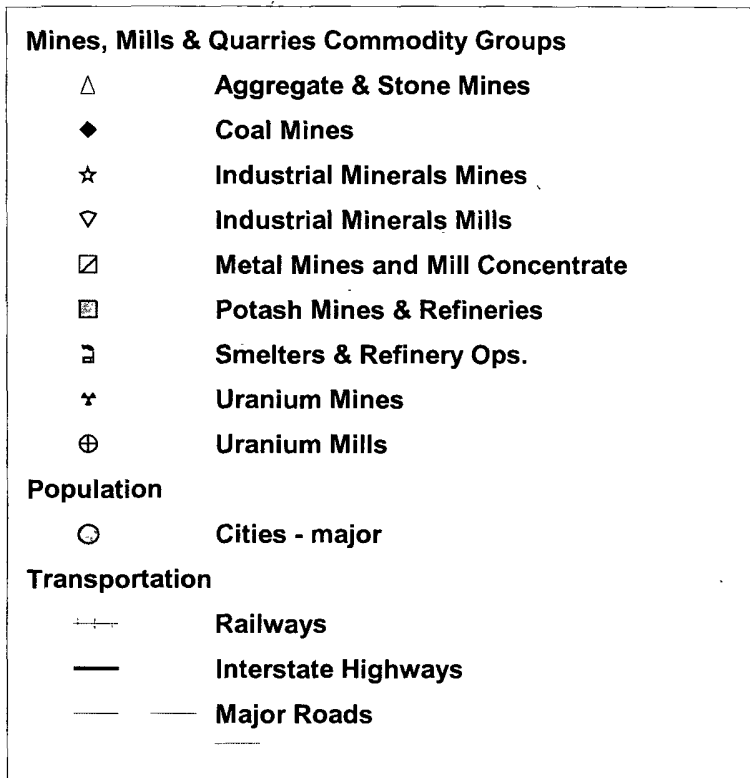 Mines, Mills & Quarries Commodity Groups
Aggregate & Stone Mines
Coal Mines
Industrial Minerals Mines
Industrial Minerals Mills
Metal Mines and Mill Concentrate
Potash Mines & Refineries
Smelters & Refinery Ops.
Uranium Mines
Uranium Mills
Population
Cities - major
Transportation
Railways
Interstate Highways
Major Roads